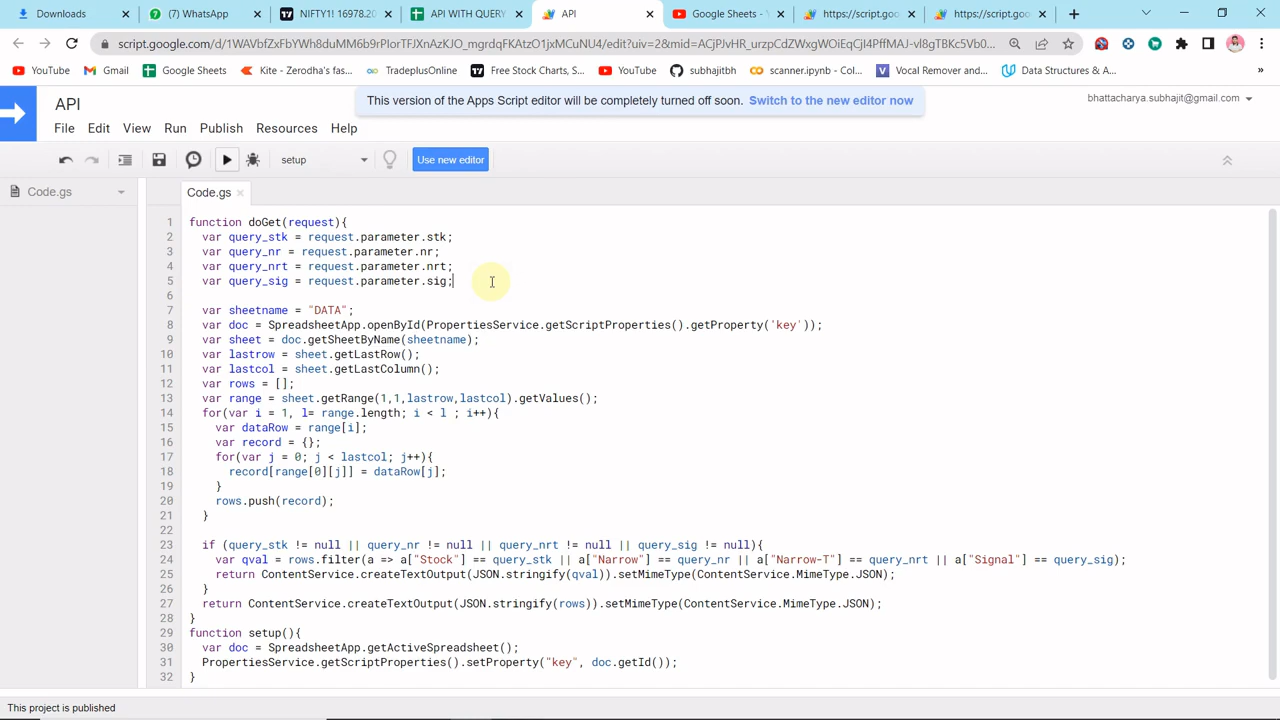 Downloads
(7) WhatsApp
NIFTY1! 16978.20
API WITH QUERY
API
Google Sheets - Y
https://script.goo
https://script.goo
script.google.com/d/1WAVbfZxFbYWh8duMM6b9rPIqTFJXnAzKnO_mgrdqFKAtzO1jxMCuNU4/edit?uiv=2&mid=ACjPJvHR_urzpCdZWxgWOiEqCjI4PffMAJ-vl8gTBKc5Vb0...
YouTube
Gmail
Google Sheets
Kite - Zerodha's fas...
TradeplusOnline
Free Stock Charts, S...
YouTube
subhajitbh
scanner.ipynb - Col...
Vocal Remover and...
Data Structures & A...
»
API
This version of the Apps Script editor will be completely turned off soon. Switch to the new editor now
bhattacharya.subhajit@gmail.com
File Edit View Run Publish Resources Help
setup
Use new editor
Code.gs
Code.gs
1 function doGet(request){
2 var query_stk = request.parameter.stk;
3 var query_nr = request.parameter.nr;
4 var query_nrt = request.parameter.nrt;
5 var query_sig = request.parameter.sig;
6
7 var sheetname = "DATA";
8 var doc = SpreadsheetApp.openById(PropertiesService.getScriptProperties().getProperty('key'));
9 var sheet = doc.getSheetByName(sheetname);
10 var lastrow = sheet.getLastRow();
11 var lastcol = sheet.getLastColumn();
12 var rows = [];
13 var range = sheet.getRange(1,1,lastrow,lastcol).getValues();
14 for(var i = 1, l= range.length; i < l ; i++){
15 var dataRow = range[i];
16 var record = {};
17 for(var j = 0; j < lastcol; j++){
18 record[range[0][j]] = dataRow[j];
19 }
20 rows.push(record);
21 }
22
23 if (query_stk != null || query_nr != null || query_nrt != null || query_sig != null){
24 var qval = rows.filter(a => a["Stock"] == query_stk || a["Narrow"] == query_nr || a["Narrow-T"] == query_nrt || a["Signal"] == query_sig);
25 return ContentService.createTextOutput(JSON.stringify(qval)).setMimeType(ContentService.MimeType.JSON);
26 }
27 return ContentService.createTextOutput(JSON.stringify(rows)).setMimeType(ContentService.MimeType.JSON);
28 }
29 function setup(){
30 var doc = SpreadsheetApp.getActiveSpreadsheet();
31 PropertiesService.getScriptProperties().setProperty("key", doc.getId());
32 }
This project is published